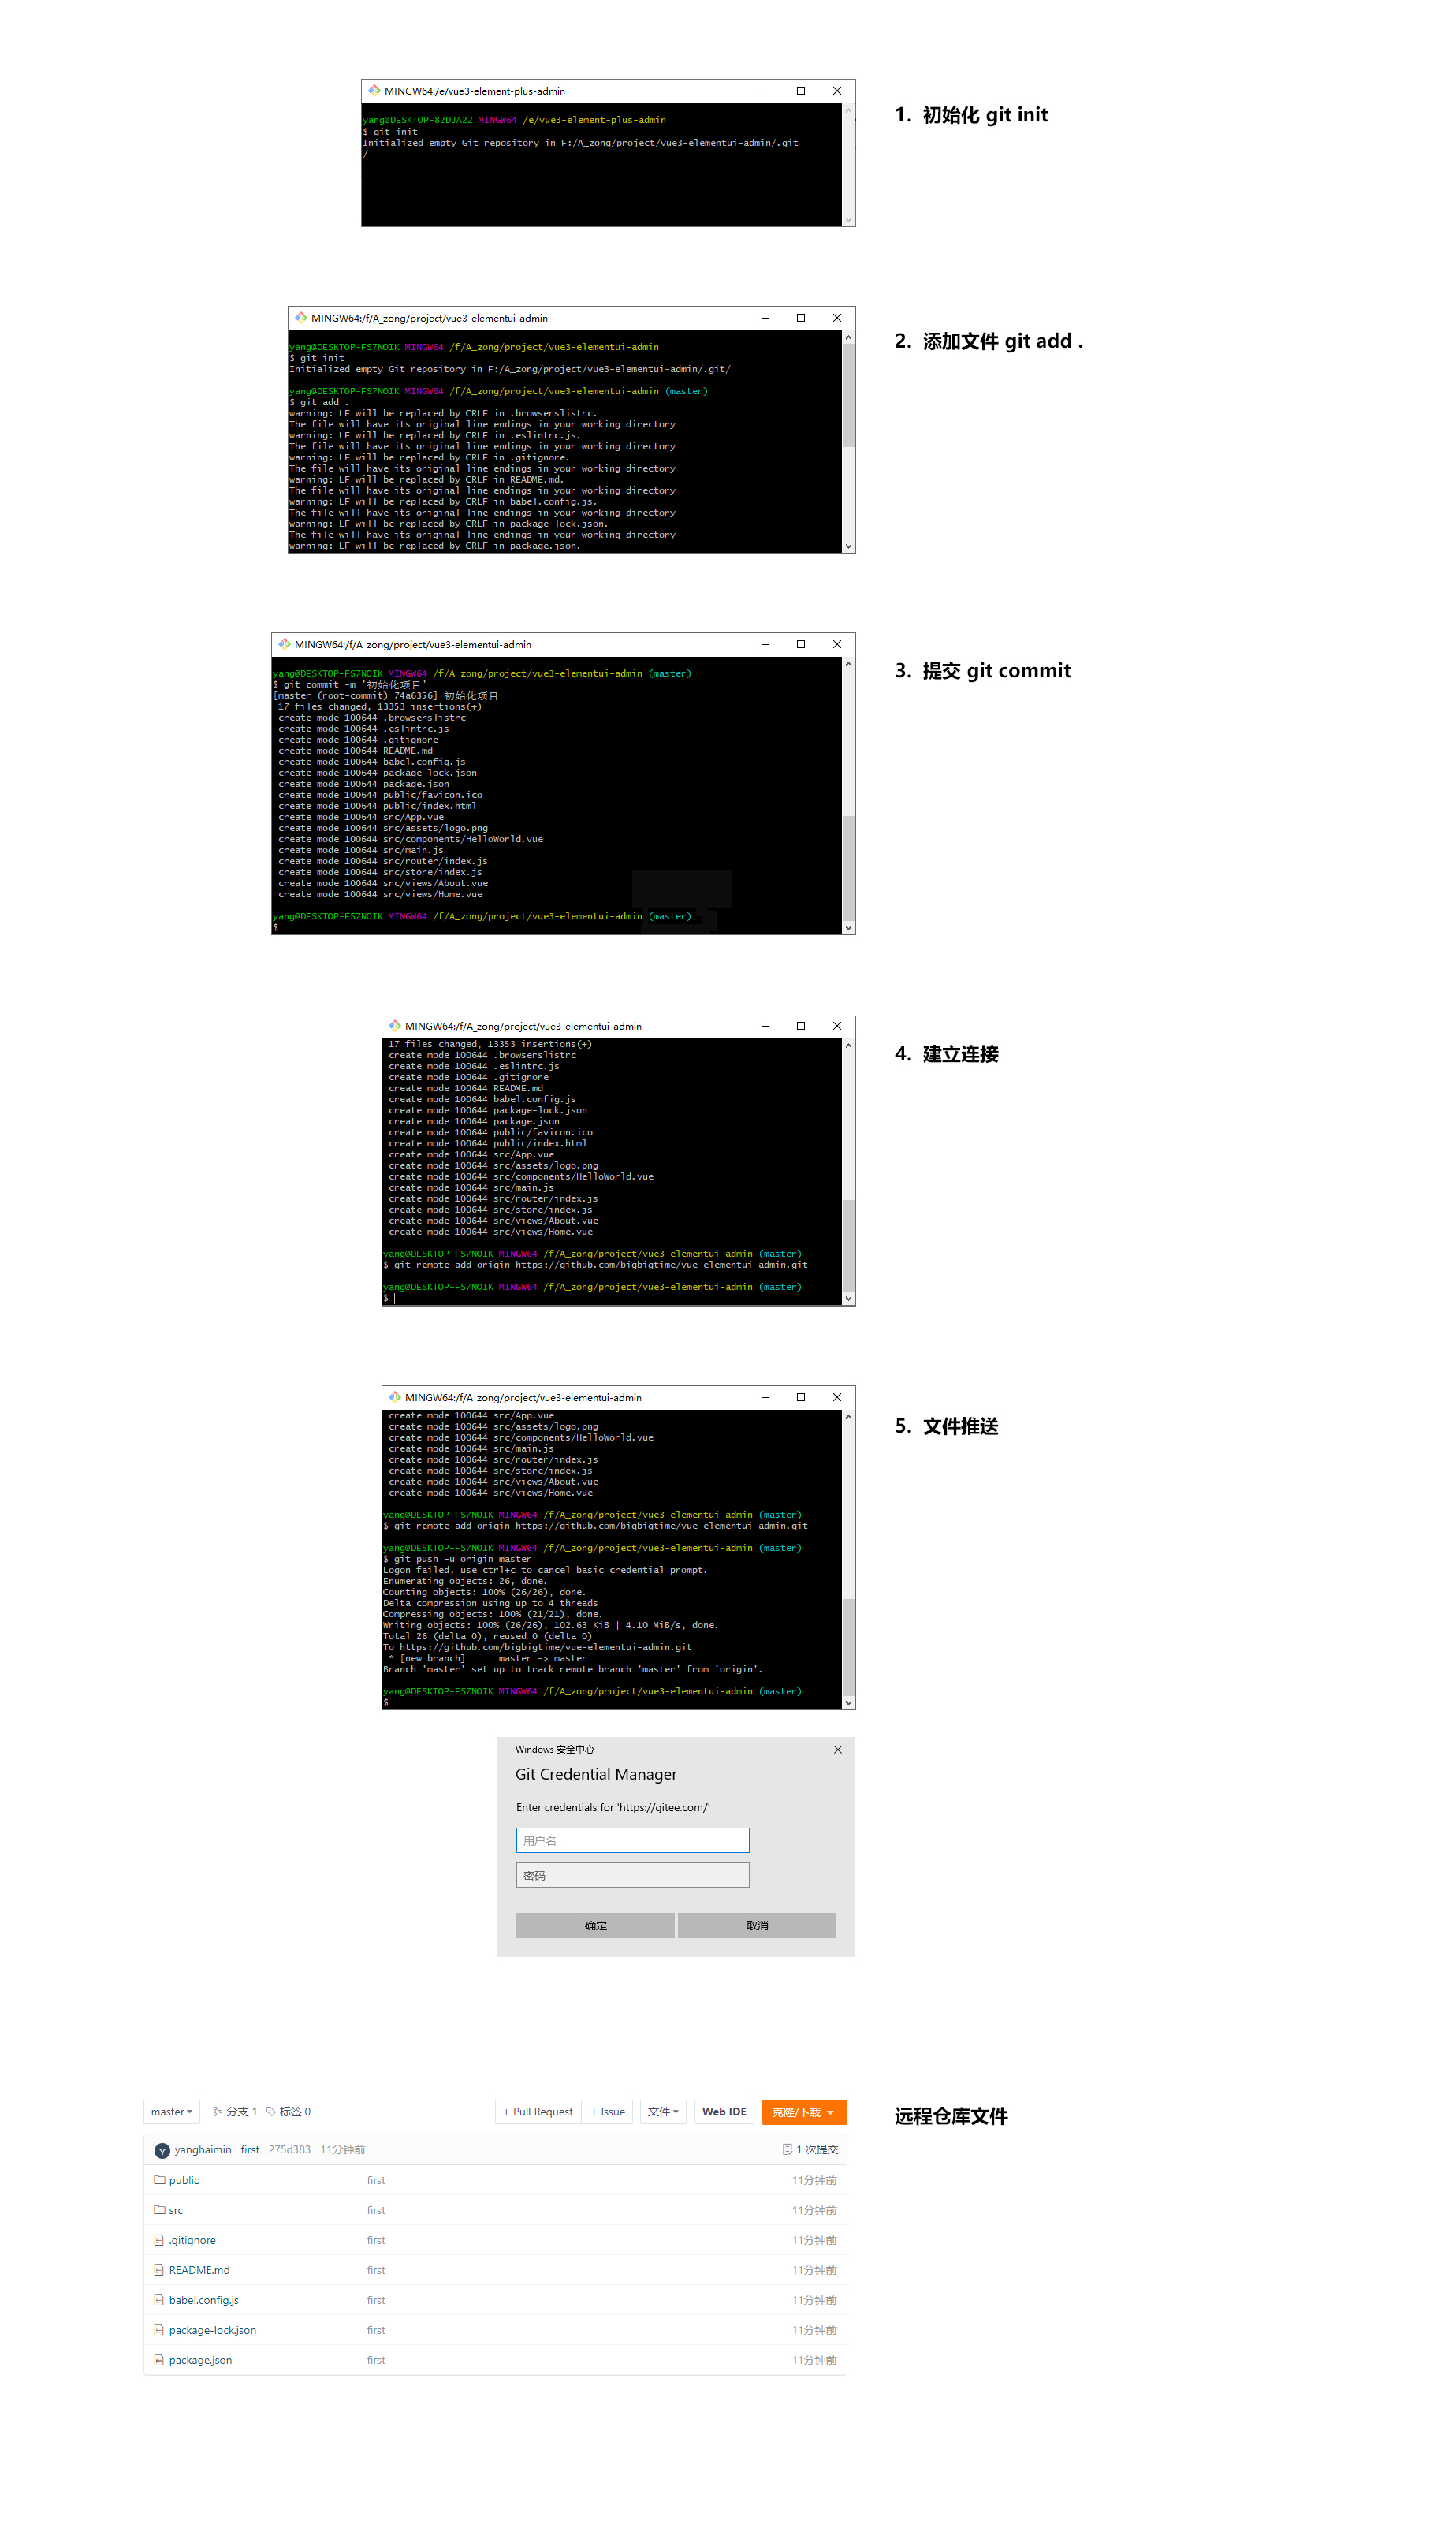 MINGW64:/e/vue3-element-plus-admin
1. 初始化 git init
yang@DESKTOP-82DJA22 MINGW64 /e/vue3-element-plus-admin
$ git init
Initialized empty Git repository in F:/A_zong/project/vue3-elementui-admin/.git
/
MINGW64:/f/A_zong/project/vue3-elementui-admin
2. 添加文件 git add .
yang@DESKTOP-FS7NOIK MINGW64 /f/A_zong/project/vue3-elementui-admin
$ git init
Initialized empty Git repository in F:/A_zong/project/vue3-elementui-admin/.git/
yang@DESKTOP-FS7NOIK MINGW64 /f/A_zong/project/vue3-elementui-admin (master)
$ git add .
warning: LF will be replaced by CRLF in .browserslistrc.
The file will have its original line endings in your working directory
warning: LF will be replaced by CRLF in .eslintrc.js.
The file will have its original line endings in your working directory
warning: LF will be replaced by CRLF in .gitignore.
The file will have its original line endings in your working directory
warning: LF will be replaced by CRLF in README.md.
The file will have its original line endings in your working directory
warning: LF will be replaced by CRLF in babel.config.js.
The file will have its original line endings in your working directory
warning: LF will be replaced by CRLF in package-lock.json.
The file will have its original line endings in your working directory
warning: LF will be replaced by CRLF in package.json.
MINGW64:/f/A_zong/project/vue3-elementui-admin
3. 提交 git commit
yang@DESKTOP-FS7NOIK MINGW64 /f/A_zong/project/vue3-elementui-admin (master)
$ git commit -m '初始化项目'
[master (root-commit) 74a6356] 初始化项目
17 files changed, 13353 insertions(+)
create mode 100644 .browserslistrc
create mode 100644 .eslintrc.js
create mode 100644 .gitignore
create mode 100644 README.md
create mode 100644 babel.config.js
create mode 100644 package-lock.json
create mode 100644 package.json
create mode 100644 public/favicon.ico
create mode 100644 public/index.html
create mode 100644 src/App.vue
create mode 100644 src/assets/logo.png
create mode 100644 src/components/HelloWorld.vue
create mode 100644 src/main.js
create mode 100644 src/router/index.js
create mode 100644 src/store/index.js
create mode 100644 src/views/About.vue
create mode 100644 src/views/Home.vue
yang@DESKTOP-FS7NOIK MINGW64 /f/A_zong/project/vue3-elementui-admin (master)
$
MINGW64:/f/A_zong/project/vue3-elementui-admin
4. 建立连接
17 files changed, 13353 insertions(+)
create mode 100644 .browserslistrc
create mode 100644 .eslintrc.js
create mode 100644 .gitignore
create mode 100644 README.md
create mode 100644 babel.config.js
create mode 100644 package-lock.json
create mode 100644 package.json
create mode 100644 public/favicon.ico
create mode 100644 public/index.html
create mode 100644 src/App.vue
create mode 100644 src/assets/logo.png
create mode 100644 src/components/HelloWorld.vue
create mode 100644 src/main.js
create mode 100644 src/router/index.js
create mode 100644 src/store/index.js
create mode 100644 src/views/About.vue
create mode 100644 src/views/Home.vue
yang@DESKTOP-FS7NOIK MINGW64 /f/A_zong/project/vue3-elementui-admin (master)
$ git remote add origin https://github.com/bigbigtime/vue-elementui-admin.git
yang@DESKTOP-FS7NOIK MINGW64 /f/A_zong/project/vue3-elementui-admin (master)
$
MINGW64:/f/A_zong/project/vue3-elementui-admin
5. 文件推送
create mode 100644 src/App.vue
create mode 100644 src/assets/logo.png
create mode 100644 src/components/HelloWorld.vue
create mode 100644 src/main.js
create mode 100644 src/router/index.js
create mode 100644 src/store/index.js
create mode 100644 src/views/About.vue
create mode 100644 src/views/Home.vue
yang@DESKTOP-FS7NOIK MINGW64 /f/A_zong/project/vue3-elementui-admin (master)
$ git remote add origin https://github.com/bigbigtime/vue-elementui-admin.git
yang@DESKTOP-FS7NOIK MINGW64 /f/A_zong/project/vue3-elementui-admin (master)
$ git push -u origin master
Logon failed, use ctrl+c to cancel basic credential prompt.
Enumerating objects: 26, done.
Counting objects: 100% (26/26), done.
Delta compression using up to 4 threads
Compressing objects: 100% (21/21), done.
Writing objects: 100% (26/26), 102.63 KiB | 4.10 MiB/s, done.
Total 26 (delta 0), reused 0 (delta 0)
To https://github.com/bigbigtime/vue-elementui-admin.git
* [new branch] master -> master
Branch 'master' set up to track remote branch 'master' from 'origin'.
yang@DESKTOP-FS7NOIK MINGW64 /f/A_zong/project/vue3-elementui-admin (master)
$
Windows 安全中心
Git Credential Manager
Enter credentials for 'https://gitee.com/'
用户名
密码
确定 取消
master 分支 1 标签 0 + Pull Request + Issue 文件 Web IDE 克隆/下载
远程仓库文件
Y yanghaimin first 275d383 11分钟前 1 次提交
public first 11分钟前
src first 11分钟前
.gitignore first 11分钟前
README.md first 11分钟前
babel.config.js first 11分钟前
package-lock.json first 11分钟前
package.json first 11分钟前